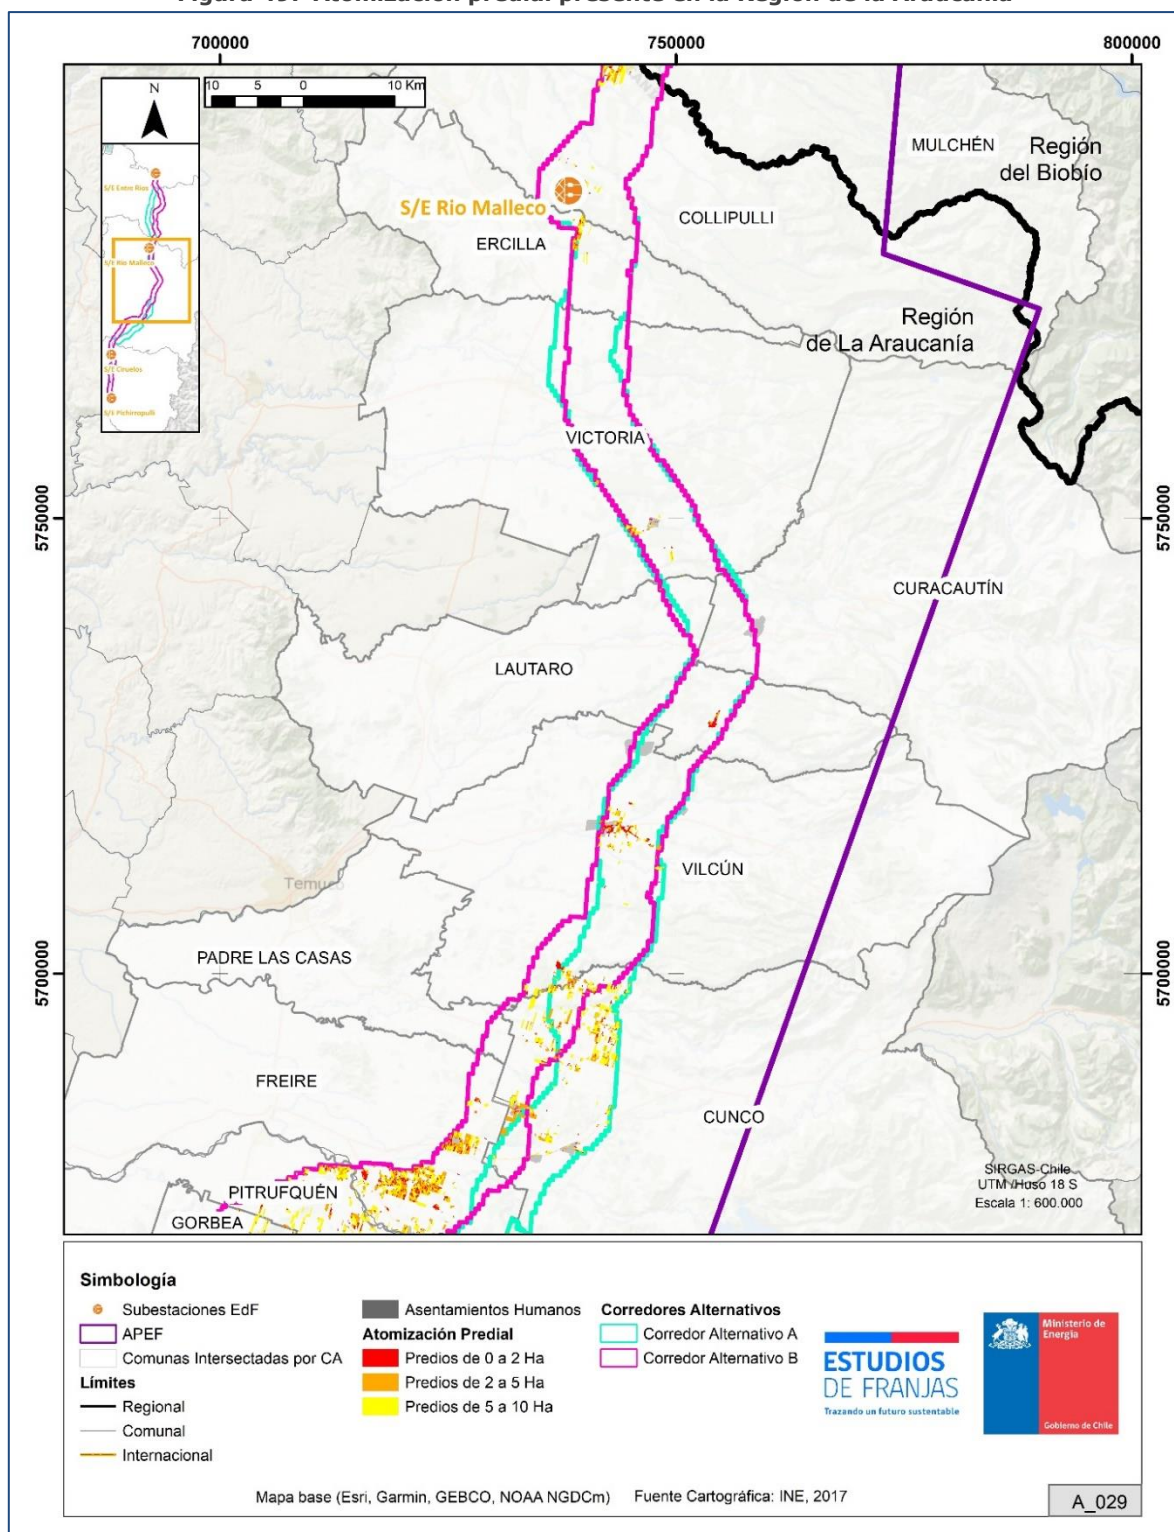 Figura 49: Atomización predial presente en la Región de la Araucanía
700000
750000
800000
10 5 0 10 Km
N
S/E Entre Ríos
S/E Río Malleco
S/E Ciruelos
S/E Pichirropulli
MULCHÉN
Región
del Biobío
S/E Rio Malleco
COLLIPULLI
ERCILLA
Región
de La Araucanía
VICTORIA
5750000
5750000
CURACAUTÍN
LAUTARO
VILCÚN
Temuco
PADRE LAS CASAS
5700000
5700000
FREIRE
CUNCO
PITRUFQUÉN
GORBEA
SIRGAS-Chile
UTM /Huso 18 S
Escala 1: 600.000
Simbología
Subestaciones EdF
APEF
Comunas Intersectadas por CA
Límites
Regional
Comunal
Internacional
Asentamientos Humanos
Atomización Predial
Predios de 0 a 2 Ha
Predios de 2 a 5 Ha
Predios de 5 a 10 Ha
Corredores Alternativos
Corredor Alternativo A
Corredor Alternativo B
ESTUDIOS
DE FRANJAS
Trazando un futuro sustentable
Ministerio de
Energía
Gobierno de Chile
Mapa base (Esri, Garmin, GEBCO, NOAA NGDCm) Fuente Cartográfica: INE, 2017
A_029